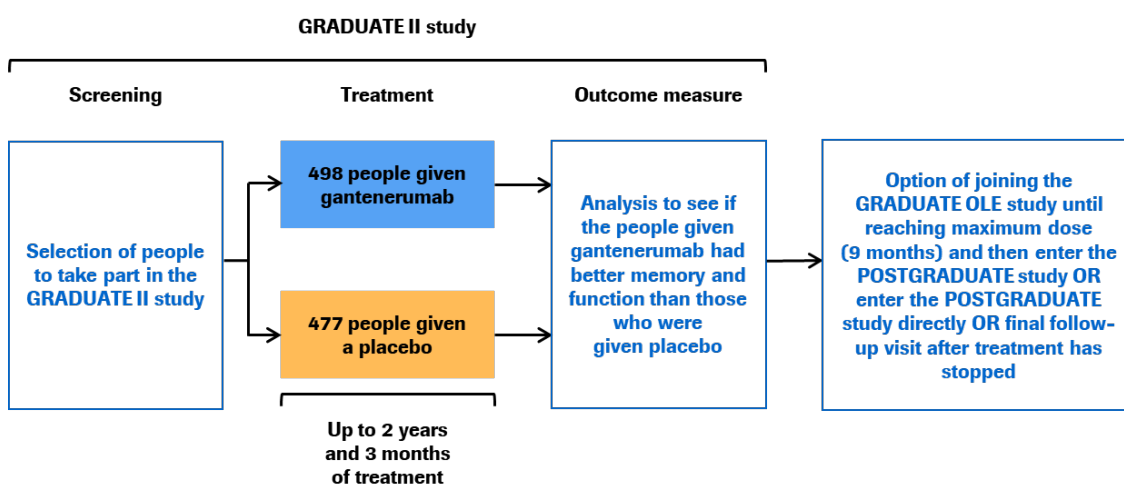 GRADUATE II study
Screening
Treatment
Outcome measure
Selection of people
to take part in the
GRADUATE II study
498 people given
gantenerumab
477 people given
a placebo
Up to 2 years
and 3 months
of treatment
Analysis to see if
the people given
gantenerumab had
better memory and
function than those
who were
given placebo
Option of joining the
GRADUATE OLE study until
reaching maximum dose
(9 months) and then enter the
POSTGRADUATE study OR
enter the POSTGRADUATE
study directly OR final follow-
up visit after treatment has
stopped